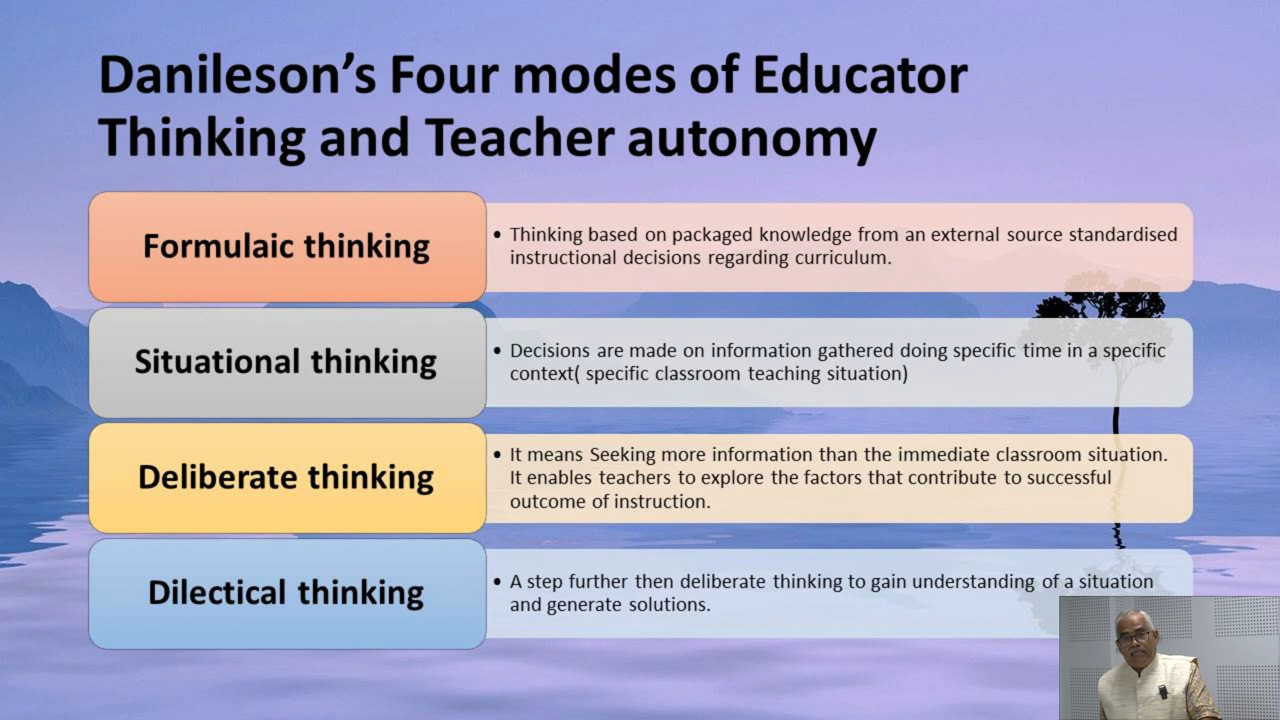 Danileson’s Four modes of Educator
Thinking and Teacher autonomy
Formulaic thinking
• Thinking based on packaged knowledge from an external source standardised
instructional decisions regarding curriculum.
Situational thinking
• Decisions are made on information gathered doing specific time in a specific
context( specific classroom teaching situation)
Deliberate thinking
• It means Seeking more information than the immediate classroom situation.
It enables teachers to explore the factors that contribute to successful
outcome of instruction.
Dilectical thinking
• A step further then deliberate thinking to gain understanding of a situation
and generate solutions.